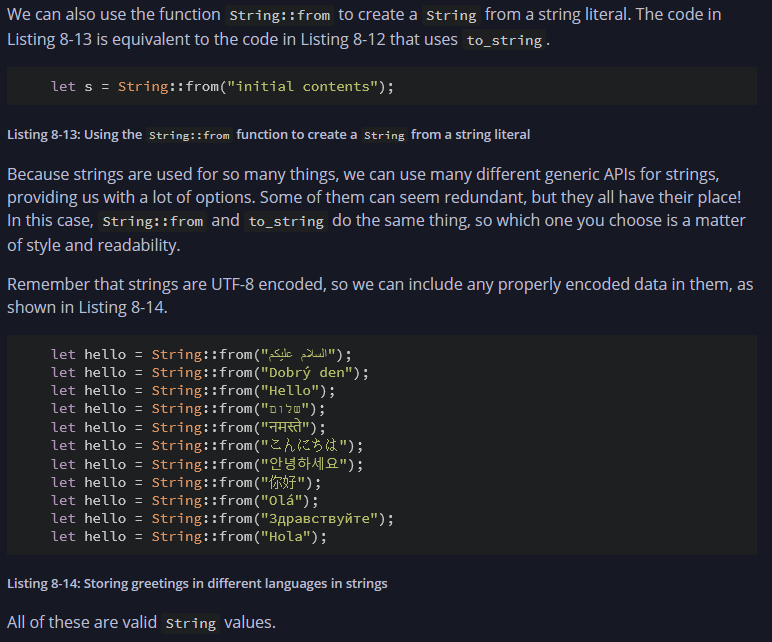 We can also use the function String::from to create a String from a string literal. The code in
Listing 8-13 is equivalent to the code in Listing 8-12 that uses to_string.
let s = String::from("initial contents");
Listing 8-13: Using the String::from function to create a String from a string literal
Because strings are used for so many things, we can use many different generic APIs for strings,
providing us with a lot of options. Some of them can seem redundant, but they all have their place!
In this case, String::from and to_string do the same thing, so which one you choose is a matter
of style and readability.
Remember that strings are UTF-8 encoded, so we can include any properly encoded data in them, as
shown in Listing 8-14.
let hello = String::from("السلام عليكم");
let hello = String::from("Dobrý den");
let hello = String::from("Hello");
let hello = String::from("שלום");
let hello = String::from("नमस्ते");
let hello = String::from("こんにちは");
let hello = String::from("안녕하세요");
let hello = String::from("你好");
let hello = String::from("Olá");
let hello = String::from("Здравствуйте");
let hello = String::from("Hola");
Listing 8-14: Storing greetings in different languages in strings
All of these are valid String values.